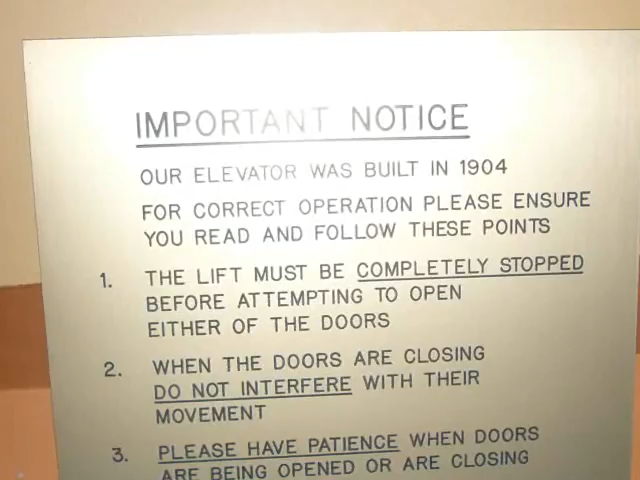 IMPORTANT NOTICE
OUR ELEVATOR WAS BUILT IN 1904
FOR CORRECT OPERATION PLEASE ENSURE
YOU READ AND FOLLOW THESE POINTS
1. THE LIFT MUST BE COMPLETELY STOPPED
BEFORE ATTEMPTING TO OPEN
EITHER OF THE DOORS
2. WHEN THE DOORS ARE CLOSING
DO NOT INTERFERE WITH THEIR
MOVEMENT
3. PLEASE HAVE PATIENCE WHEN DOORS
ARE BEING OPENED OR ARE CLOSING